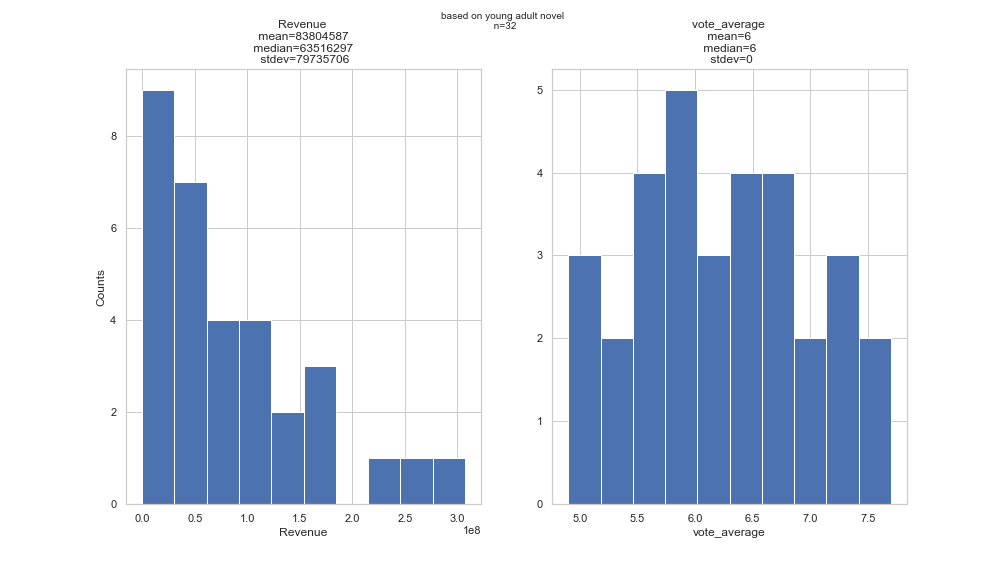 based on young adult novel
n=32
Revenue
mean=83804587
median=63516297
stdev=79735706
Counts
8
6
4
2
0
0.0 0.5 1.0 1.5 2.0 2.5 3.0
1e8
Revenue
vote_average
mean=6
median=6
stdev=0
5
4
3
2
1
0
5.0 5.5 6.0 6.5 7.0 7.5
vote_average